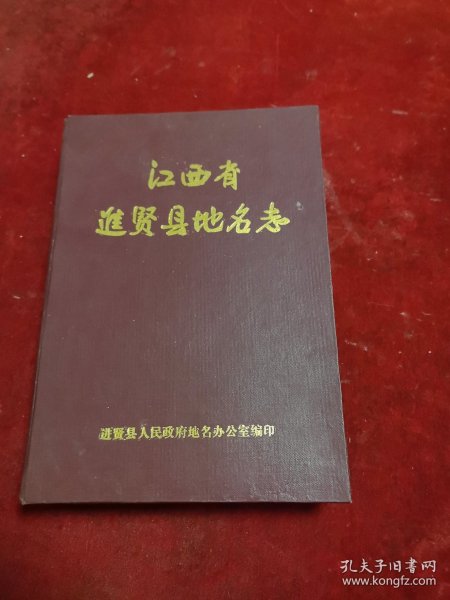 江西省
進贤县地名志
进贤县人民政府地名办公室编印
孔夫子旧书网
www.kongfz.com